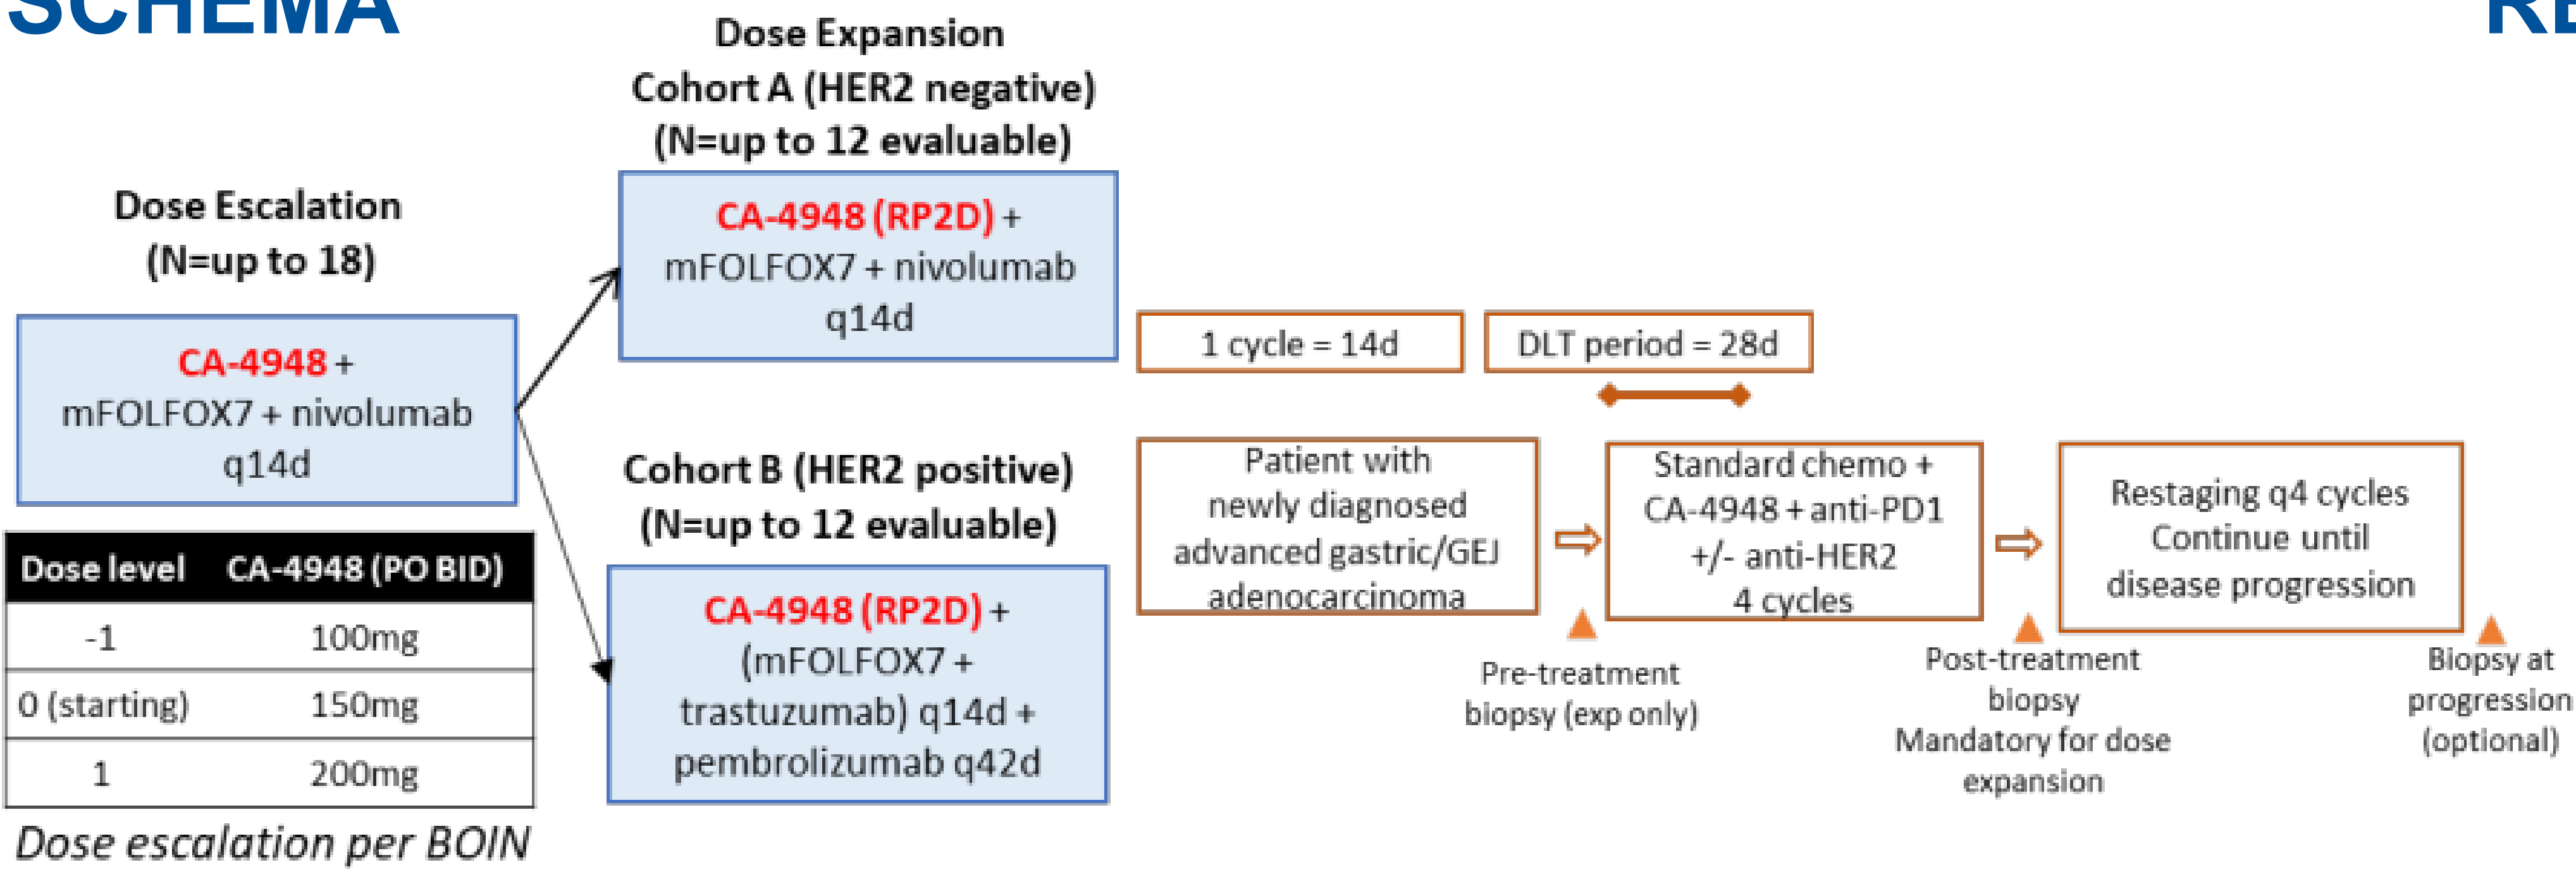 SCHEMA
Dose Escalation
(N=up to 18)
CA-4948 +
mFOLFOX7 + nivolumab
q14d
Dose level CA-4948 (PO BID)
-1 100mg
0 (starting) 150mg
1 200mg
Dose escalation per BOIN
Dose Expansion
Cohort A (HER2 negative)
(N=up to 12 evaluable)
CA-4948 (RP2D) +
mFOLFOX7 + nivolumab
q14d
Cohort B (HER2 positive)
(N=up to 12 evaluable)
CA-4948 (RP2D) +
(mFOLFOX7 +
trastuzumab) q14d +
pembrolizumab q42d
1 cycle = 14d
DLT period = 28d
Patient with
newly diagnosed
advanced gastric/GEJ
adenocarcinoma
Standard chemo +
CA-4948 + anti-PD1
+/- anti-HER2
4 cycles
Restaging q4 cycles
Continue until
disease progression
Pre-treatment
biopsy (exp only)
Post-treatment
biopsy
Mandatory for dose
expansion
Biopsy at
progression
(optional)